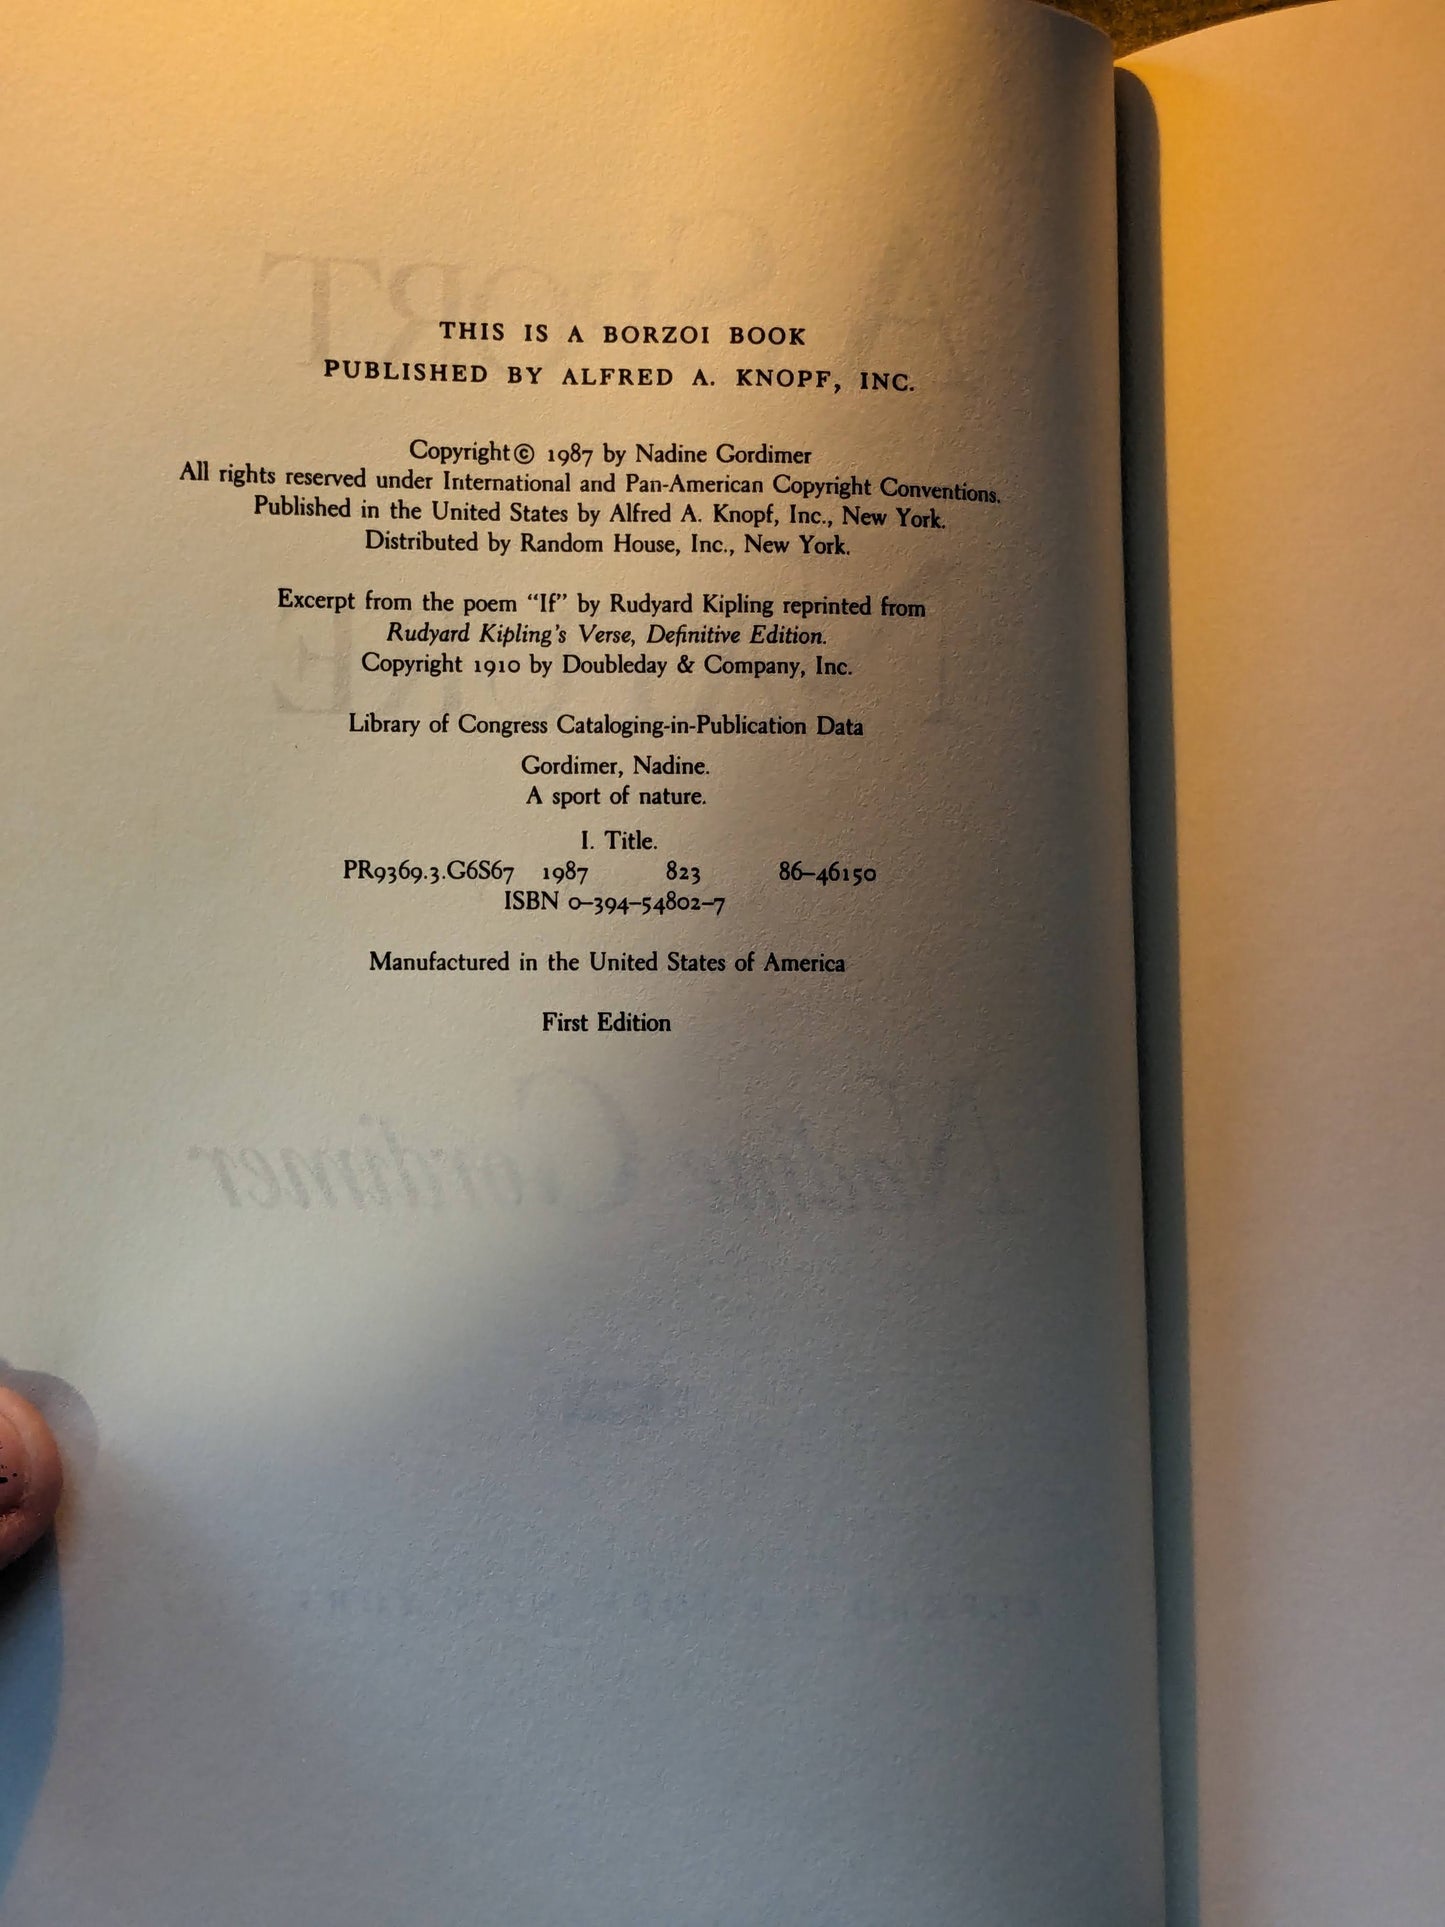 THIS IS A BORZOI BOOK
PUBLISHED BY ALFRED A. KNOPF, INC.
Copyright © 1987 by Nadine Gordimer
All rights reserved under International and Pan-American Copyright Conventions.
Published in the United States by Alfred A. Knopf, Inc., New York.
Distributed by Random House, Inc., New York.
Excerpt from the poem “If” by Rudyard Kipling reprinted from
Rudyard Kipling's Verse, Definitive Edition.
Copyright 1910 by Doubleday & Company, Inc.
Library of Congress Cataloging-in-Publication Data
Gordimer, Nadine.
A sport of nature.
I. Title.
PR9369.3.G6S67 1987 823 86–46150
ISBN 0–394–54802–7
Manufactured in the United States of America
First Edition